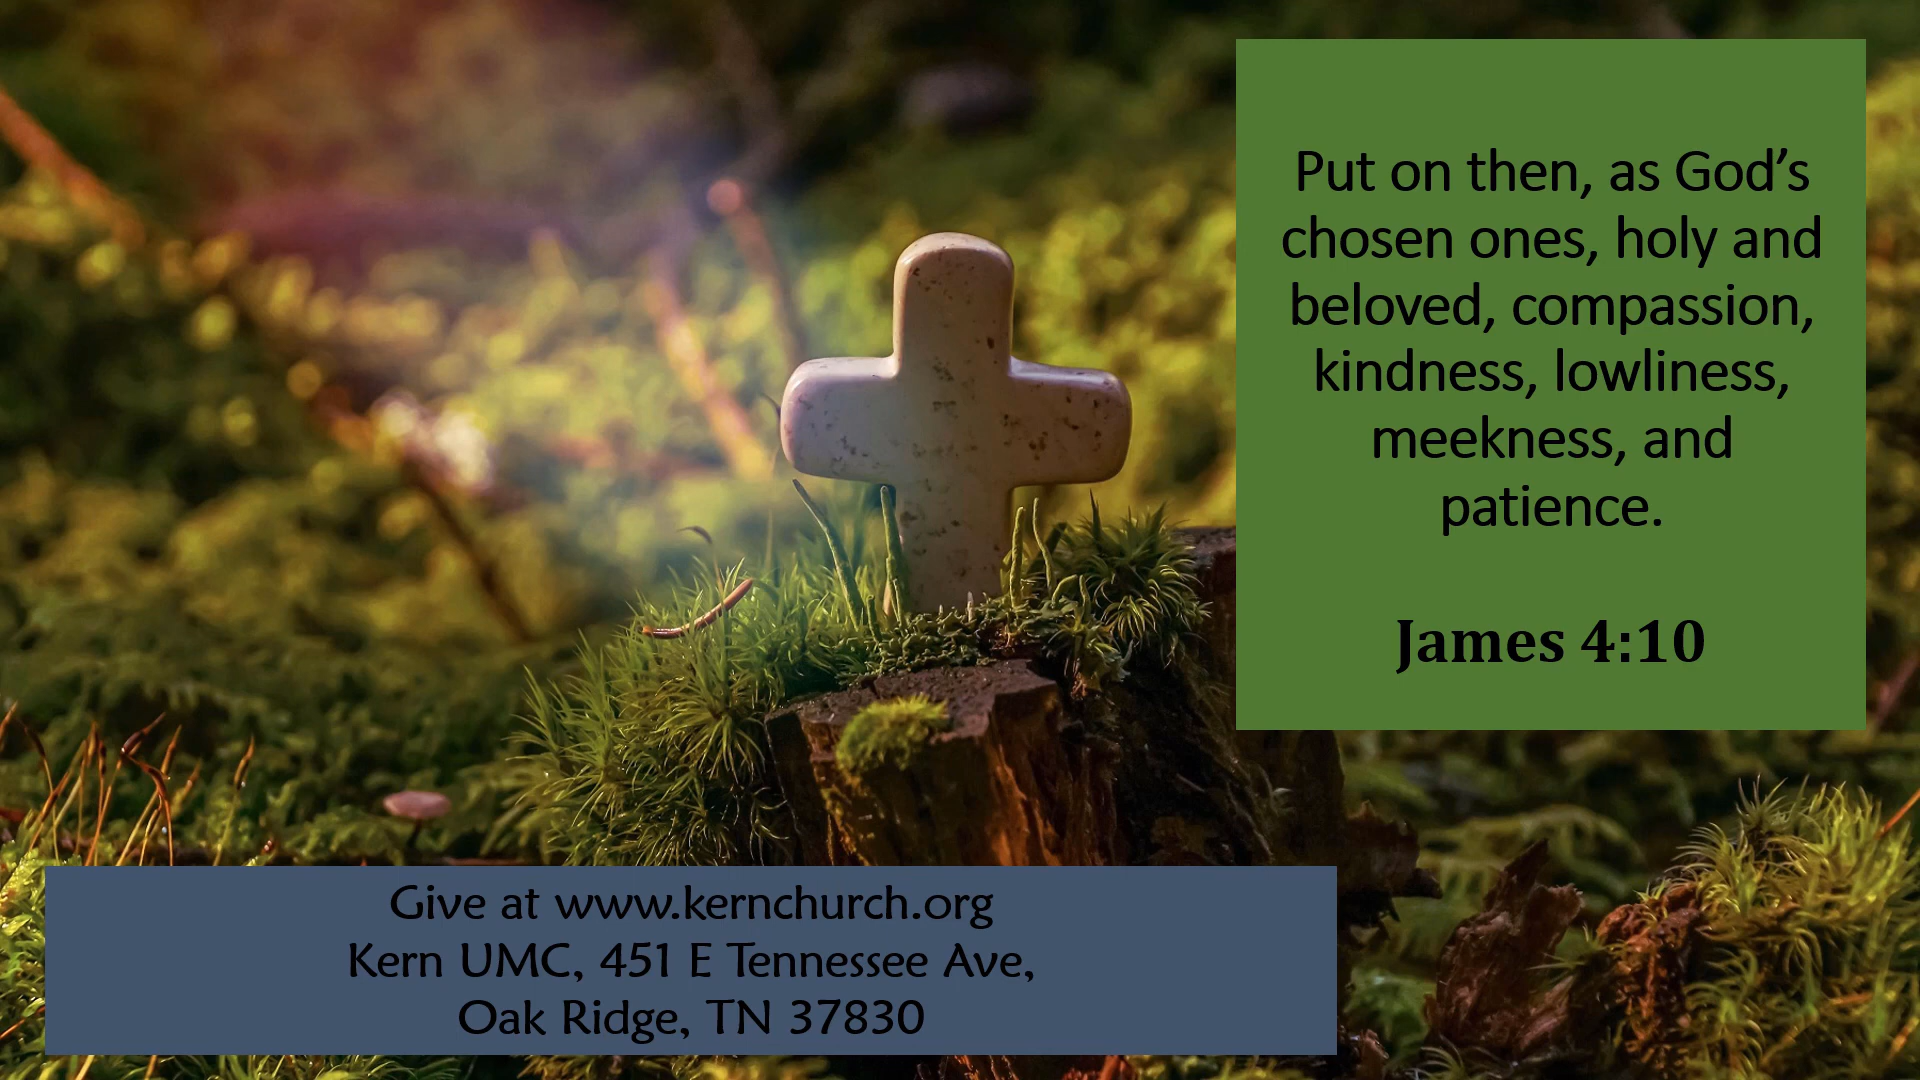 Put on then, as God’s
chosen ones, holy and
beloved, compassion,
kindness, lowliness,
meekness, and
patience.
James 4:10
Give at www.kernchurch.org
Kern UMC, 451 E Tennessee Ave,
Oak Ridge, TN 37830